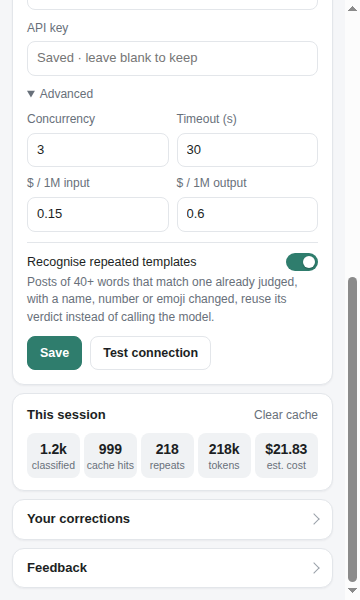 API key
Saved · leave blank to keep
▼ Advanced
Concurrency Timeout (s)
3 30
$ / 1M input $ / 1M output
0.15 0.6
Recognise repeated templates
Posts of 40+ words that match one already judged,
with a name, number or emoji changed, reuse its
verdict instead of calling the model.
Save Test connection
This session Clear cache
1.2k 999 218 218k $21.83
classified cache hits repeats tokens est. cost
Your corrections
Feedback